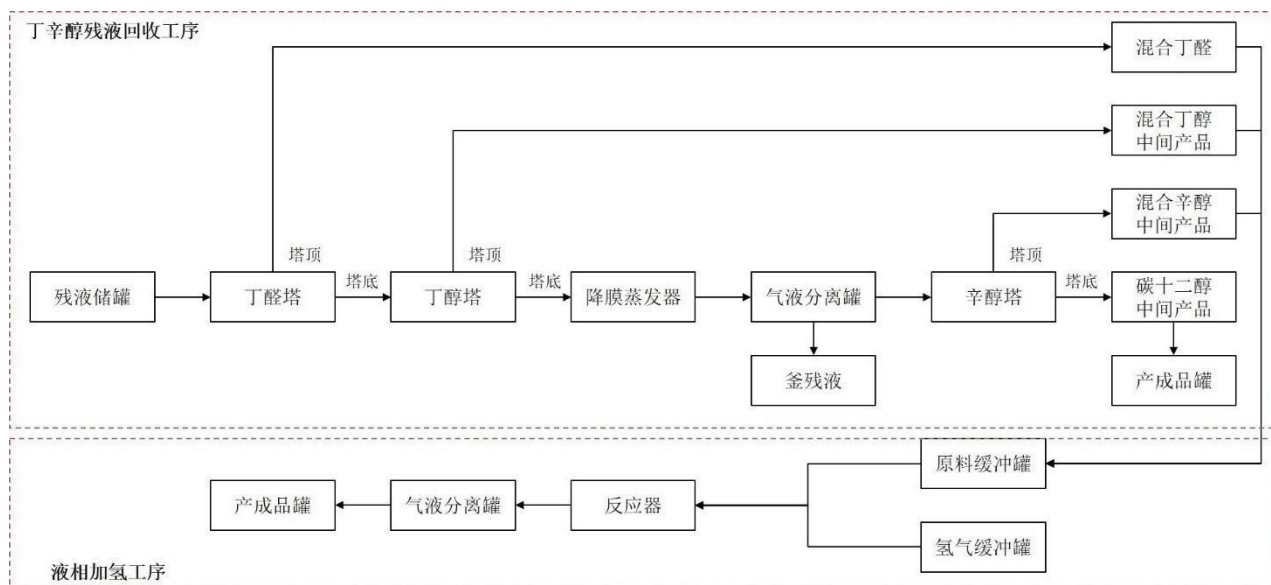 丁辛醇残液回收工序
混合丁醛
混合丁醇
中间产品
混合辛醇
中间产品
塔顶
塔顶
塔顶
残液储罐
丁醛塔
塔底
丁醇塔
塔底
降膜蒸发器
气液分离罐
辛醇塔
塔底
碳十二醇
中间产品
釜残液
产成品罐
原料缓冲罐
产成品罐
气液分离罐
反应器
氢气缓冲罐
液相加氢工序